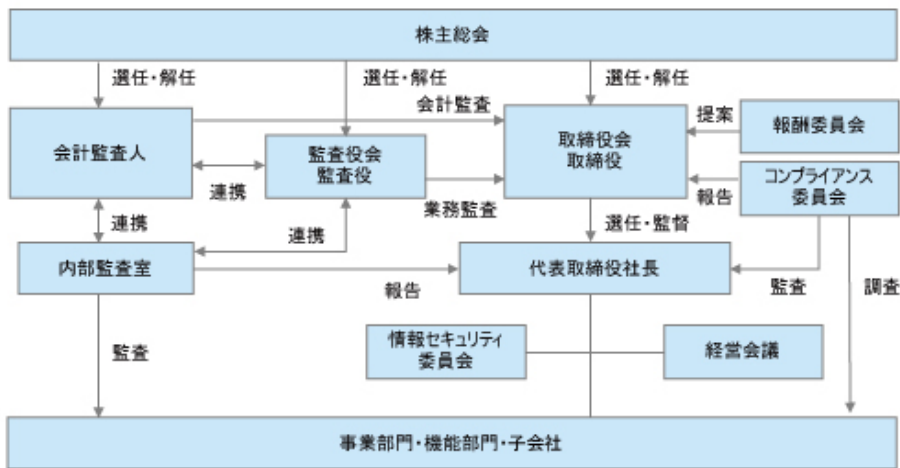 株主総会
選任・解任
選任・解任
選任・解任
会計監査
会計監査人
監査役会
監査役
取締役会
取締役
提案
報酬委員会
コンプライアンス
委員会
連携
業務監査
報告
連携
連携
選任・監督
内部監査室
報告
代表取締役社長
監査
調査
監査
情報セキュリティ
委員会
経営会議
事業部門・機能部門・子会社